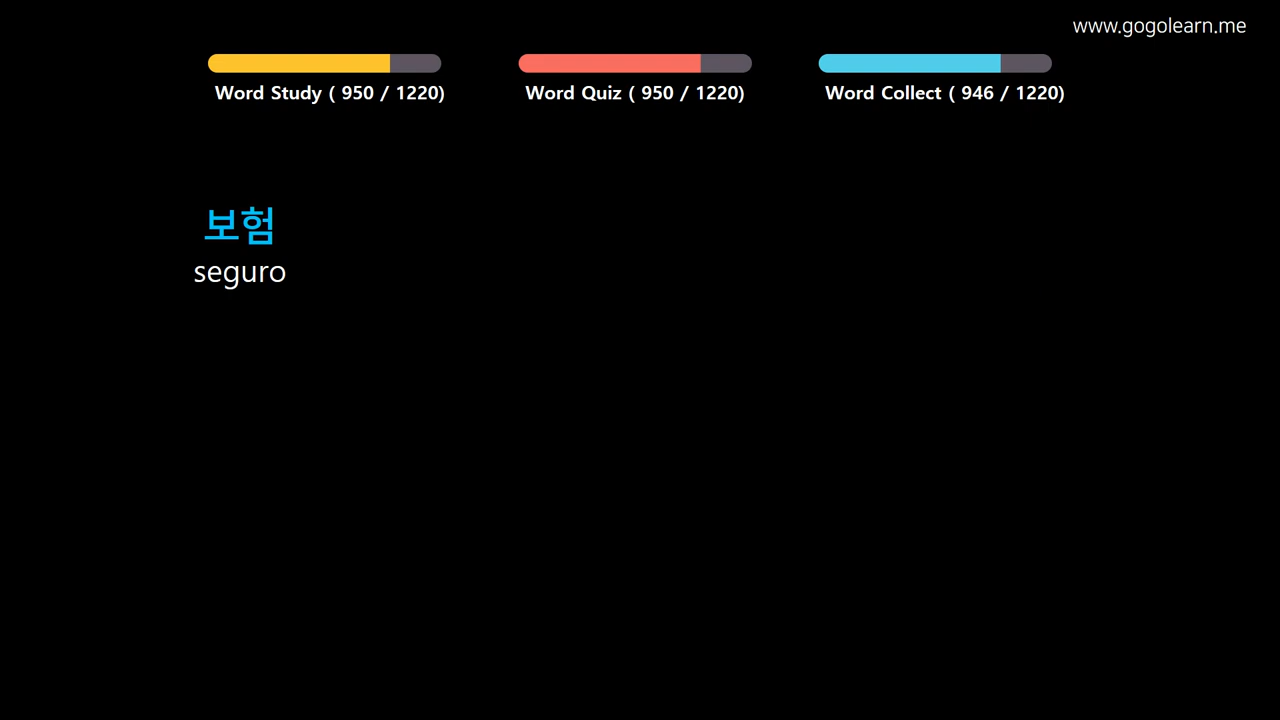 www.gogolearn.me
Word Study ( 950 / 1220)
Word Quiz ( 950 / 1220)
Word Collect ( 946 / 1220)
보험
seguro